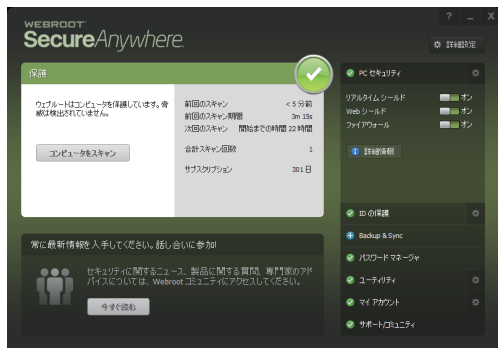 WEBROOT
SecureAnywhere.
詳細設定
保護
ウェブルートはコンピュータを保護しています。脅
威は検出されていません。
コンピュータをスキャン
前回のスキャン < 5 分前
前回のスキャン期間 3m 15s
次回のスキャン 開始までの時間 22 時間
合計スキャン回数 1
サブスクリプション 301 日
PC セキュリティ
リアルタイム シールド オン
Web シールド オン
ファイアウォール オン
詳細情報
ID の保護
Backup & Sync
パスワード マネージャ
ユーティリティ
マイ アカウント
サポート/コミュニティ
常に最新情報を入手してください。話し合いに参加!
セキュリティに関するニュース、製品に関する質問、専門家のアド
バイスについては、Webroot コミュニティにアクセスしてください。
今すぐ読む